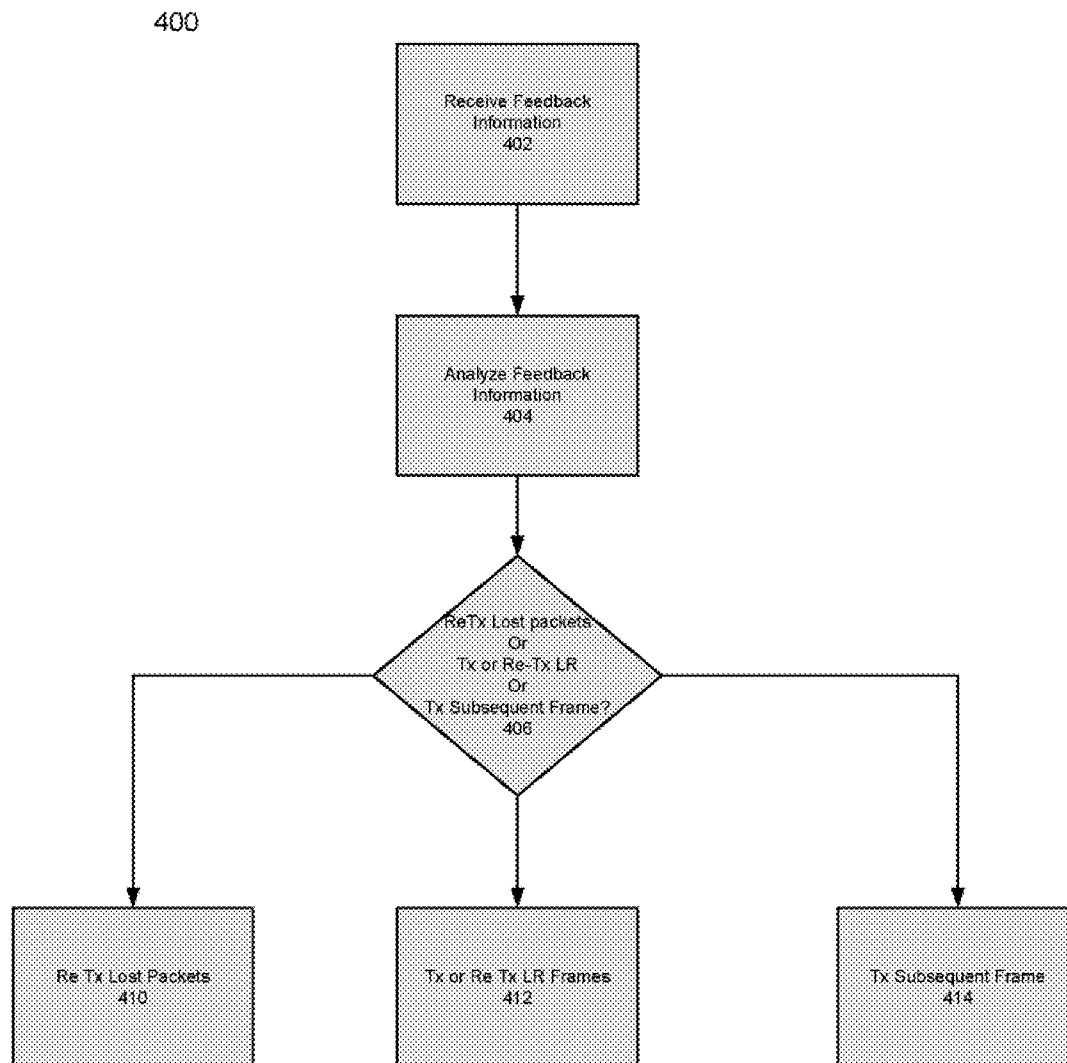 400
Receive Feedback
Information
402
Analyze Feedback
Information
404
ReTx Lost packets
Or
Tx or Re-Tx LR
Or
Tx Subsequent Frame?
406
Re Tx Lost Packets
410
Tx or Re Tx LR Frames
412
Tx Subsequent Frame
414